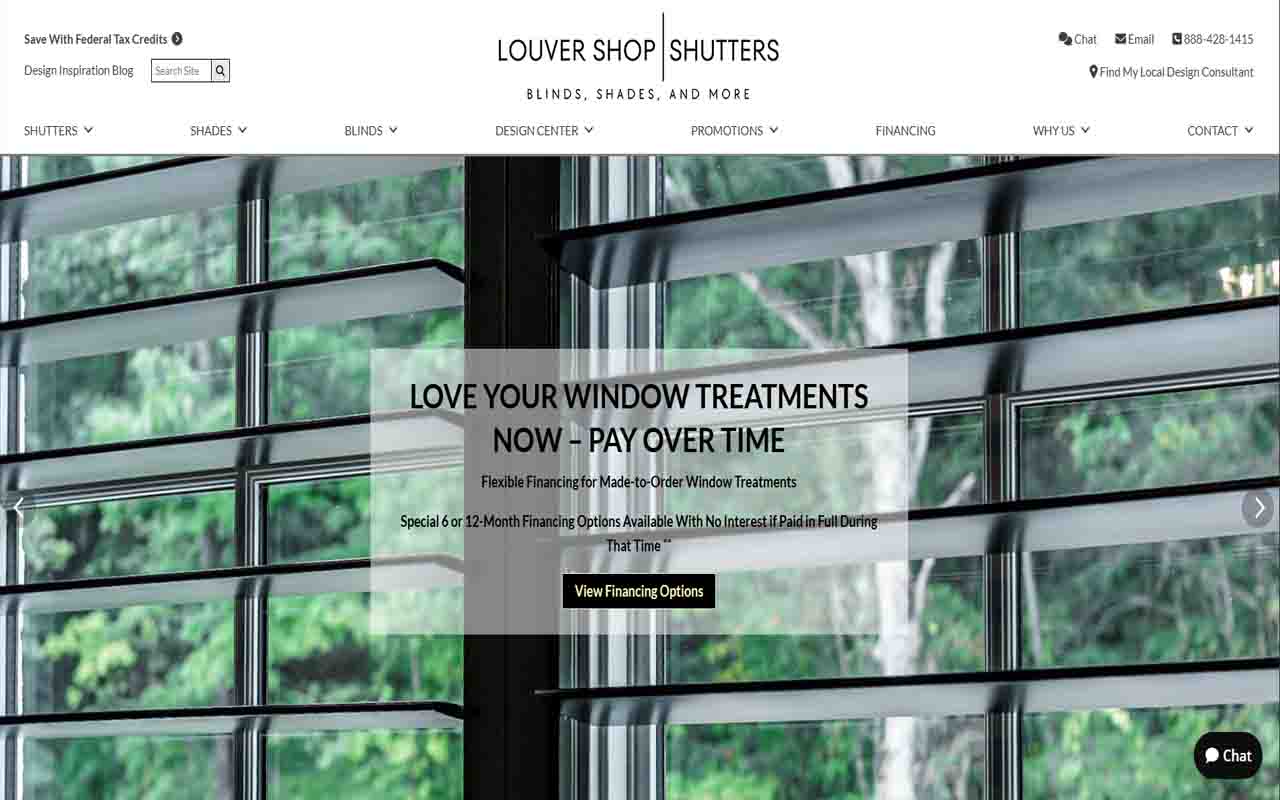 Save With Federal Tax Credits
Design Inspiration Blog
Search Site
LOUVER SHOP SHUTTERS
BLINDS, SHADES, AND MORE
Chat Email 888-428-1415
Find My Local Design Consultant
SHUTTERS SHADES BLINDS DESIGN CENTER PROMOTIONS FINANCING WHY US CONTACT
LOVE YOUR WINDOW TREATMENTS
NOW – PAY OVER TIME
Flexible Financing for Made-to-Order Window Treatments
Special 6 or 12-Month Financing Options Available With No Interest if Paid in Full During
That Time **
View Financing Options
Chat